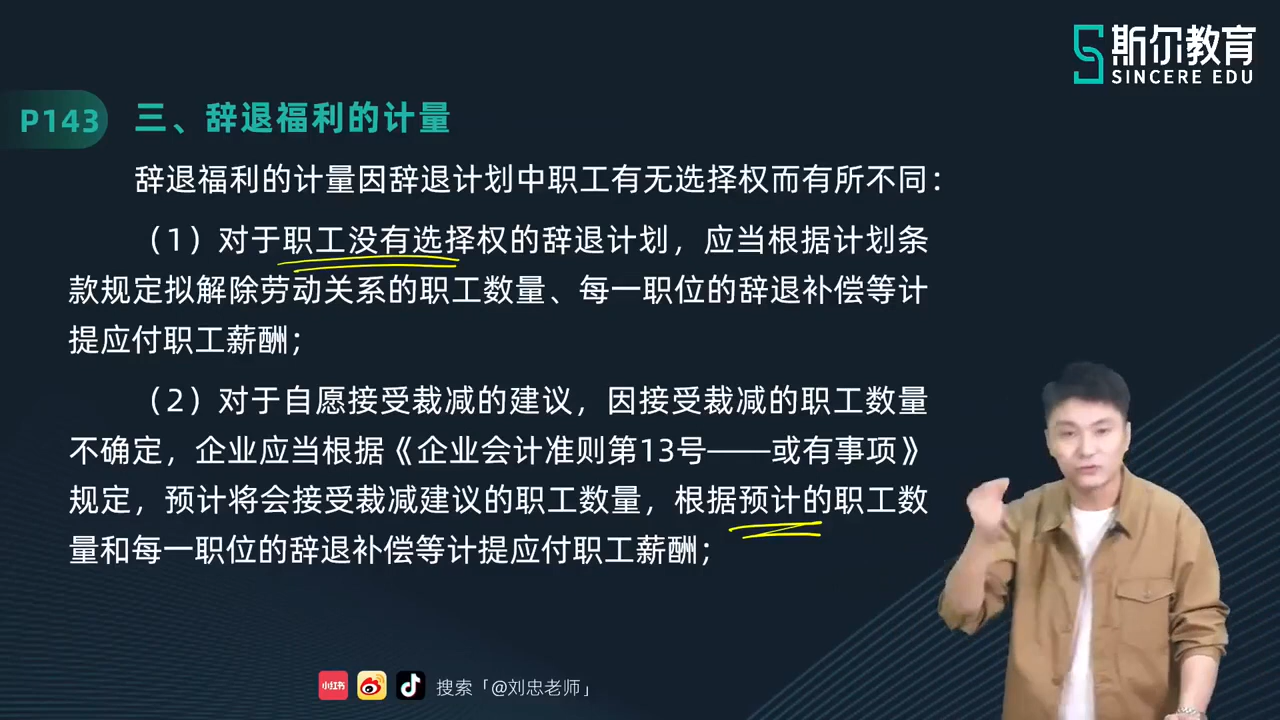 斯尔教育
SINCERE EDU
P143
三、辞退福利的计量
辞退福利的计量因辞退计划中职工有无选择权而有所不同：
（1）对于职工没有选择权的辞退计划，应当根据计划条
款规定拟解除劳动关系的职工数量、每一职位的辞退补偿等计
提应付职工薪酬；
（2）对于自愿接受裁减的建议，因接受裁减的职工数量
不确定，企业应当根据《企业会计准则第13号——或有事项》
规定，预计将会接受裁减建议的职工数量，根据预计的职工数
量和每一职位的辞退补偿等计提应付职工薪酬；
小红书
搜索「@刘忠老师」